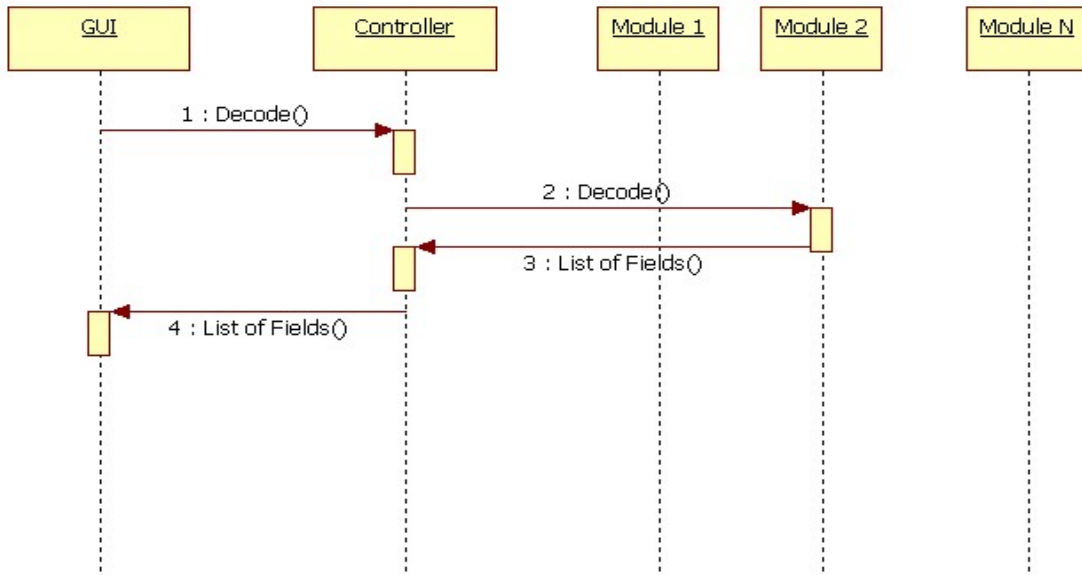 GUI
Controller
Module 1
Module 2
Module N
1 : Decode()
2 : Decode()
3 : List of Fields()
4 : List of Fields()